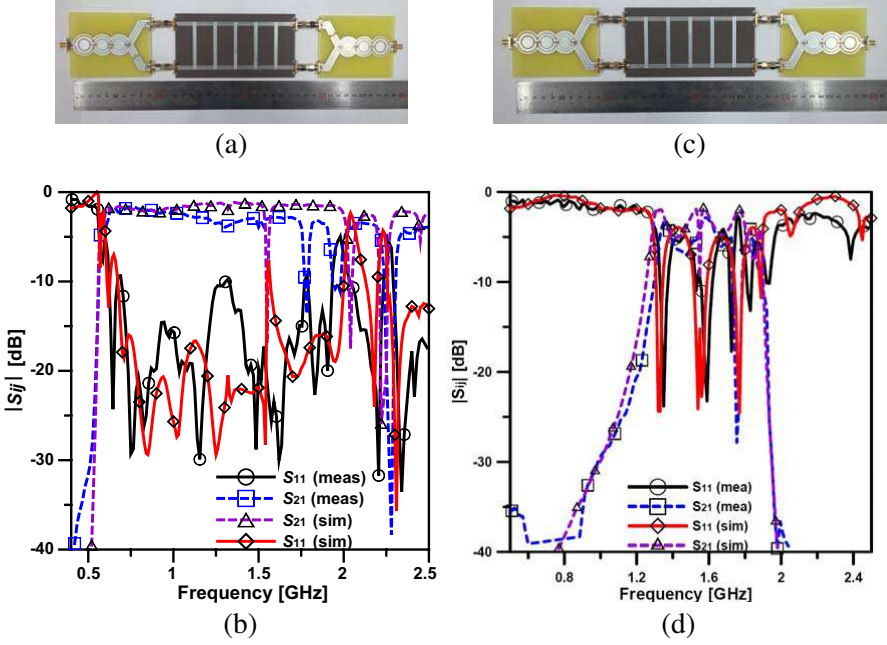 (a)
(c)
0
-10
-20
-30
-40
|Sij| [dB]
S11 (meas)
S21 (meas)
S21 (sim)
S11 (sim)
0.5
1
1.5
2
2.5
Frequency [GHz]
(b)
0
-10
-20
-30
-40
|Sij| [dB]
S11 (mea)
S21 (mea)
S11 (sim)
S21 (sim)
0.8
1.2
1.6
2
2.4
Frequency [GHz]
(d)